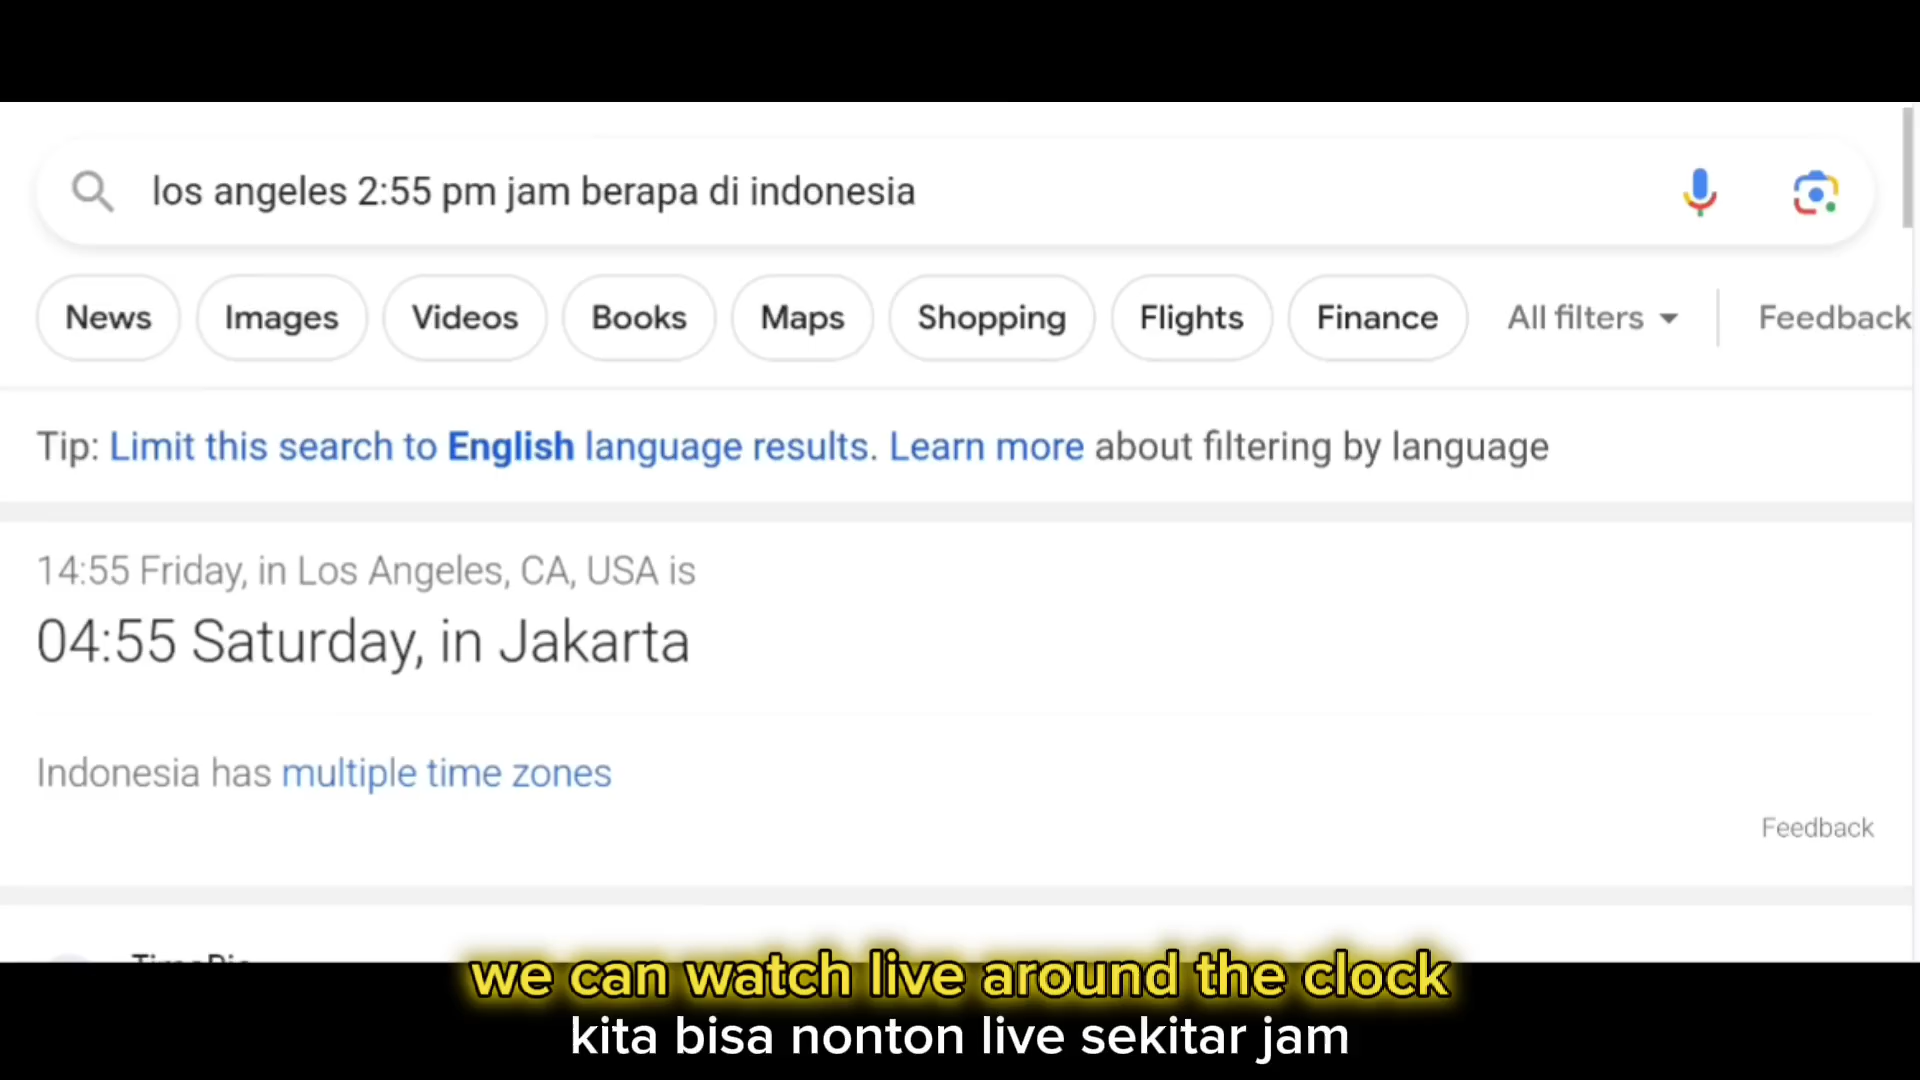 los angeles 2:55 pm jam berapa di indonesia
News Images Videos Books Maps Shopping Flights Finance All filters Feedback
Tip: Limit this search to English language results. Learn more about filtering by language
14:55 Friday, in Los Angeles, CA, USA is
04:55 Saturday, in Jakarta
Indonesia has multiple time zones
Feedback
we can watch live around the clock
kita bisa nonton live sekitar jam